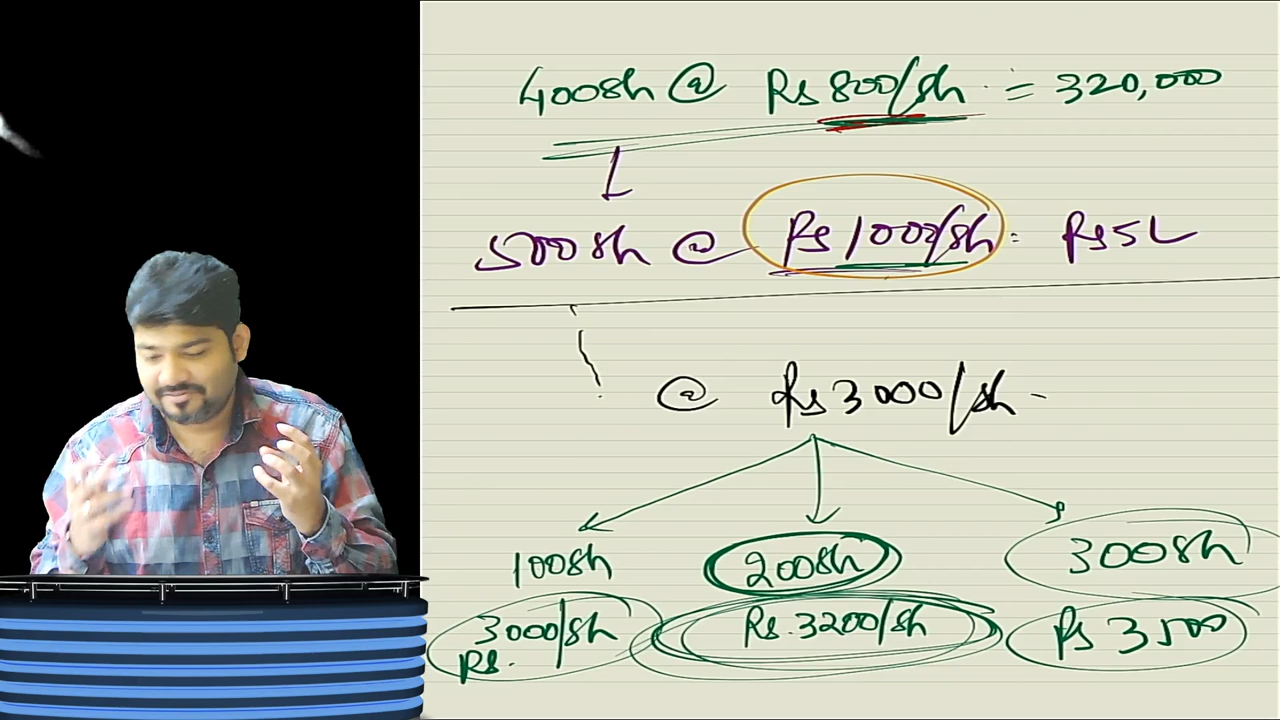 400sh @ Rs 800/sh = 320,000
500sh @ Rs 1000/sh = Rs 5L
@ Rs 3000/sh -
100sh 200sh 300sh
3000/sh Rs. 3200/sh Rs 3500
Rs.